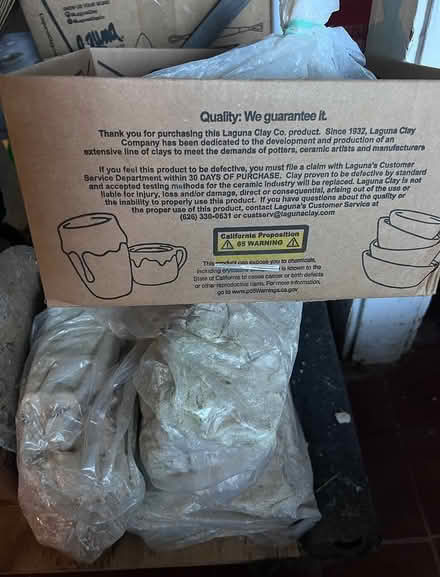 Laguna
Quality: We guarantee it.
Thank you for purchasing this Laguna Clay Co. product. Since 1932, Laguna Clay
Company has been dedicated to the development and production of an
extensive line of clays to meet the demands of potters, ceramic artists and manufacturers
If you feel this product to be defective, you must file a claim with Laguna's Customer
Service Department within 30 DAYS OF PURCHASE. Clay proven to be defective by standard
and accepted testing methods for the ceramic industry will be replaced. Laguna Clay is not
liable for injury, loss and/or damage, direct or consequential, arising out of the use or
the inability to properly use this product. If you have questions about the quality or
the proper use of this product, contact Laguna's Customer Service at
(626) 330-0631 or custserv@lagunaclay.com
California Proposition
65 WARNING
This product can expose you to chemicals,
including is known to the
State of California to cause cancer or birth defects
or other reproductive harm. For more information,
go to www.p65warnings.ca.gov